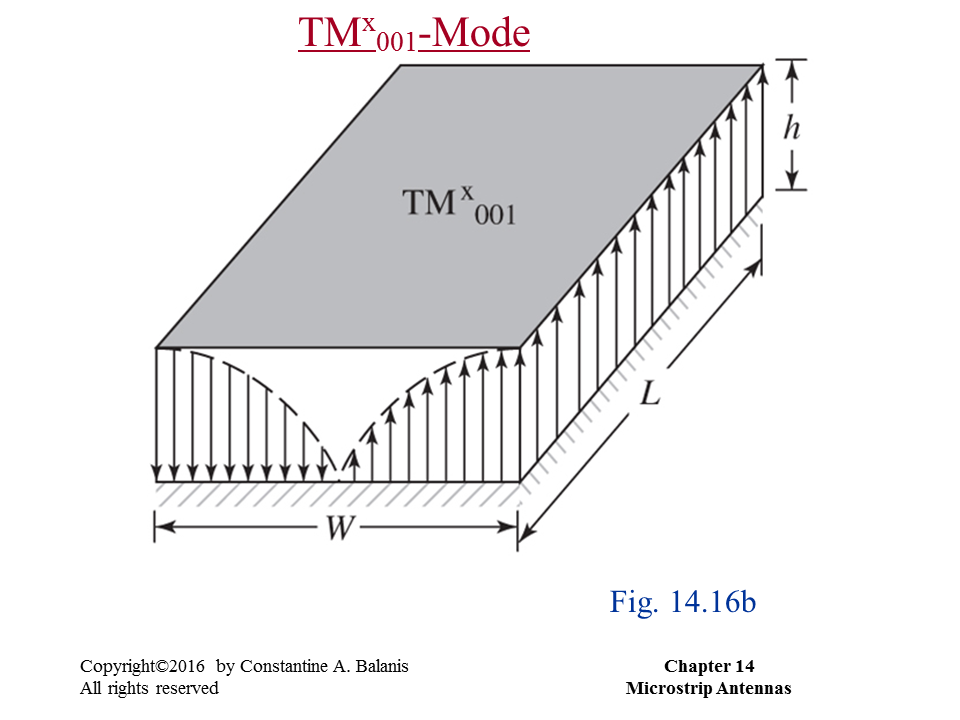 TMˣ₀₀₁-Mode
h
TMˣ₀₀₁
L
W
Fig. 14.16b
Copyright©2016 by Constantine A. Balanis
All rights reserved
Chapter 14
Microstrip Antennas